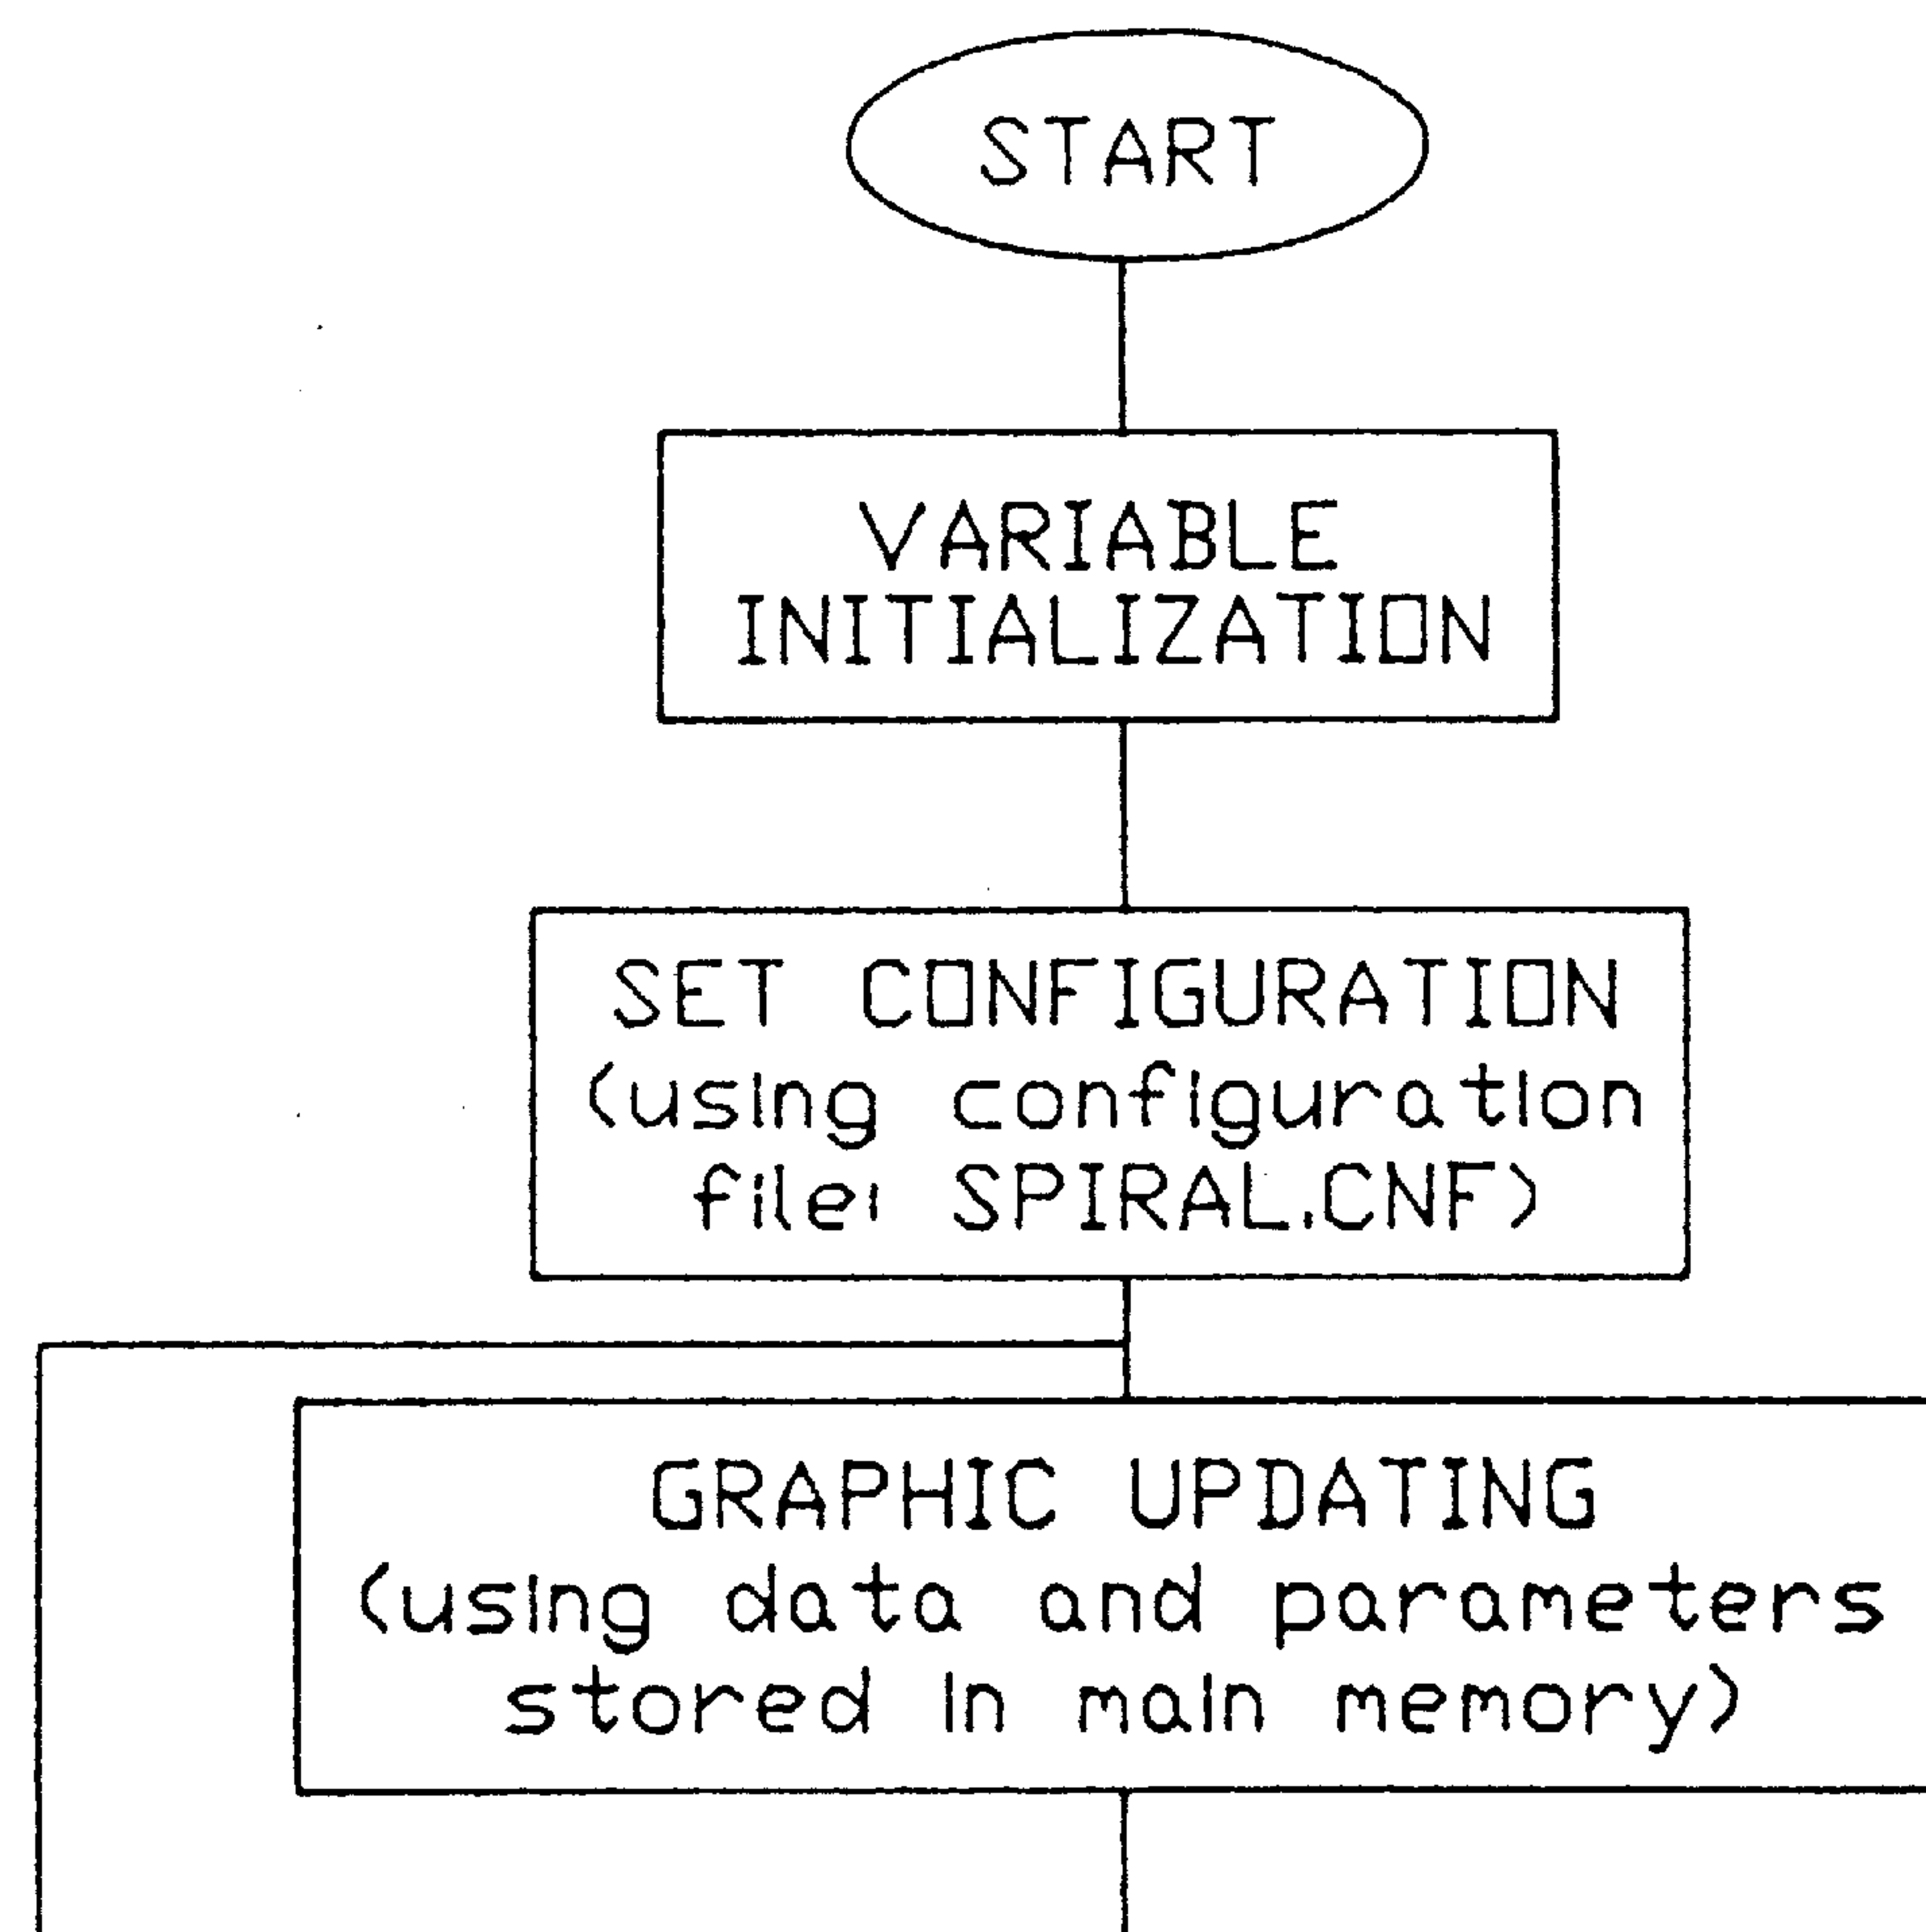 START
VARIABLE
INITIALIZATION
SET CONFIGURATION
(using configuration
file: SPIRAL.CNF)
GRAPHIC UPDATING
(using data and parameters
stored in main memory)